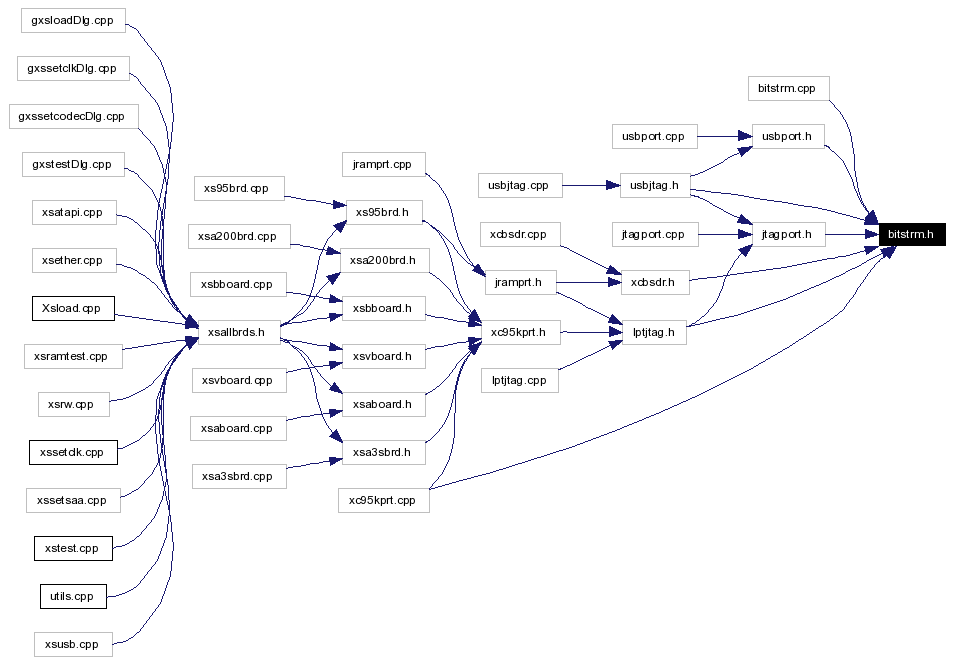 gxsloadDlg.cpp
gxssetclkDlg.cpp
gxssetcodecDlg.cpp
gxstestDlg.cpp
xsatapi.cpp
xsether.cpp
Xsload.cpp
xsramtest.cpp
xsrw.cpp
xssetclk.cpp
xssetsaa.cpp
xstest.cpp
utils.cpp
xsusb.cpp
xs95brd.cpp
xsa200brd.cpp
xsbboard.cpp
xsallbrds.h
xsvboard.cpp
xsaboard.cpp
xsa3sbrd.cpp
jramprt.cpp
xs95brd.h
xsa200brd.h
xsbboard.h
xsvboard.h
xsaboard.h
xsa3sbrd.h
xc95kprt.cpp
usbjtag.cpp
xcbsdr.cpp
jramprt.h
xc95kprt.h
lptjtag.cpp
usbport.cpp
usbjtag.h
jtagport.cpp
xcbsdr.h
lptjtag.h
bitstrm.cpp
usbport.h
jtagport.h
bitstrm.h